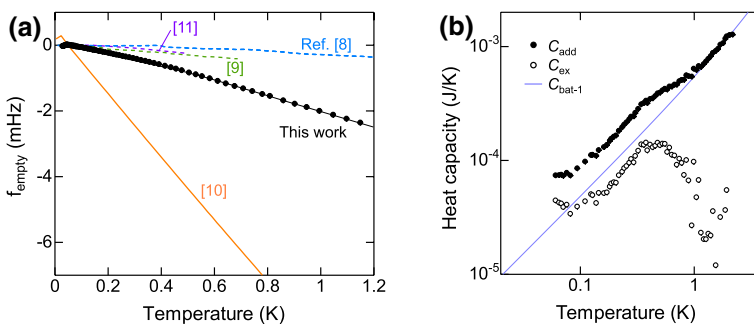 (a)
0
-2
-4
-6
f_empty (mHz)
[11]
Ref. [8]
[9]
This work
[10]
0 0.2 0.4 0.6 0.8 1.0 1.2
Temperature (K)
(b)
10^-3
10^-4
10^-5
Heat capacity (J/K)
C_add
C_ex
C_bat-1
0.1 1
Temperature (K)